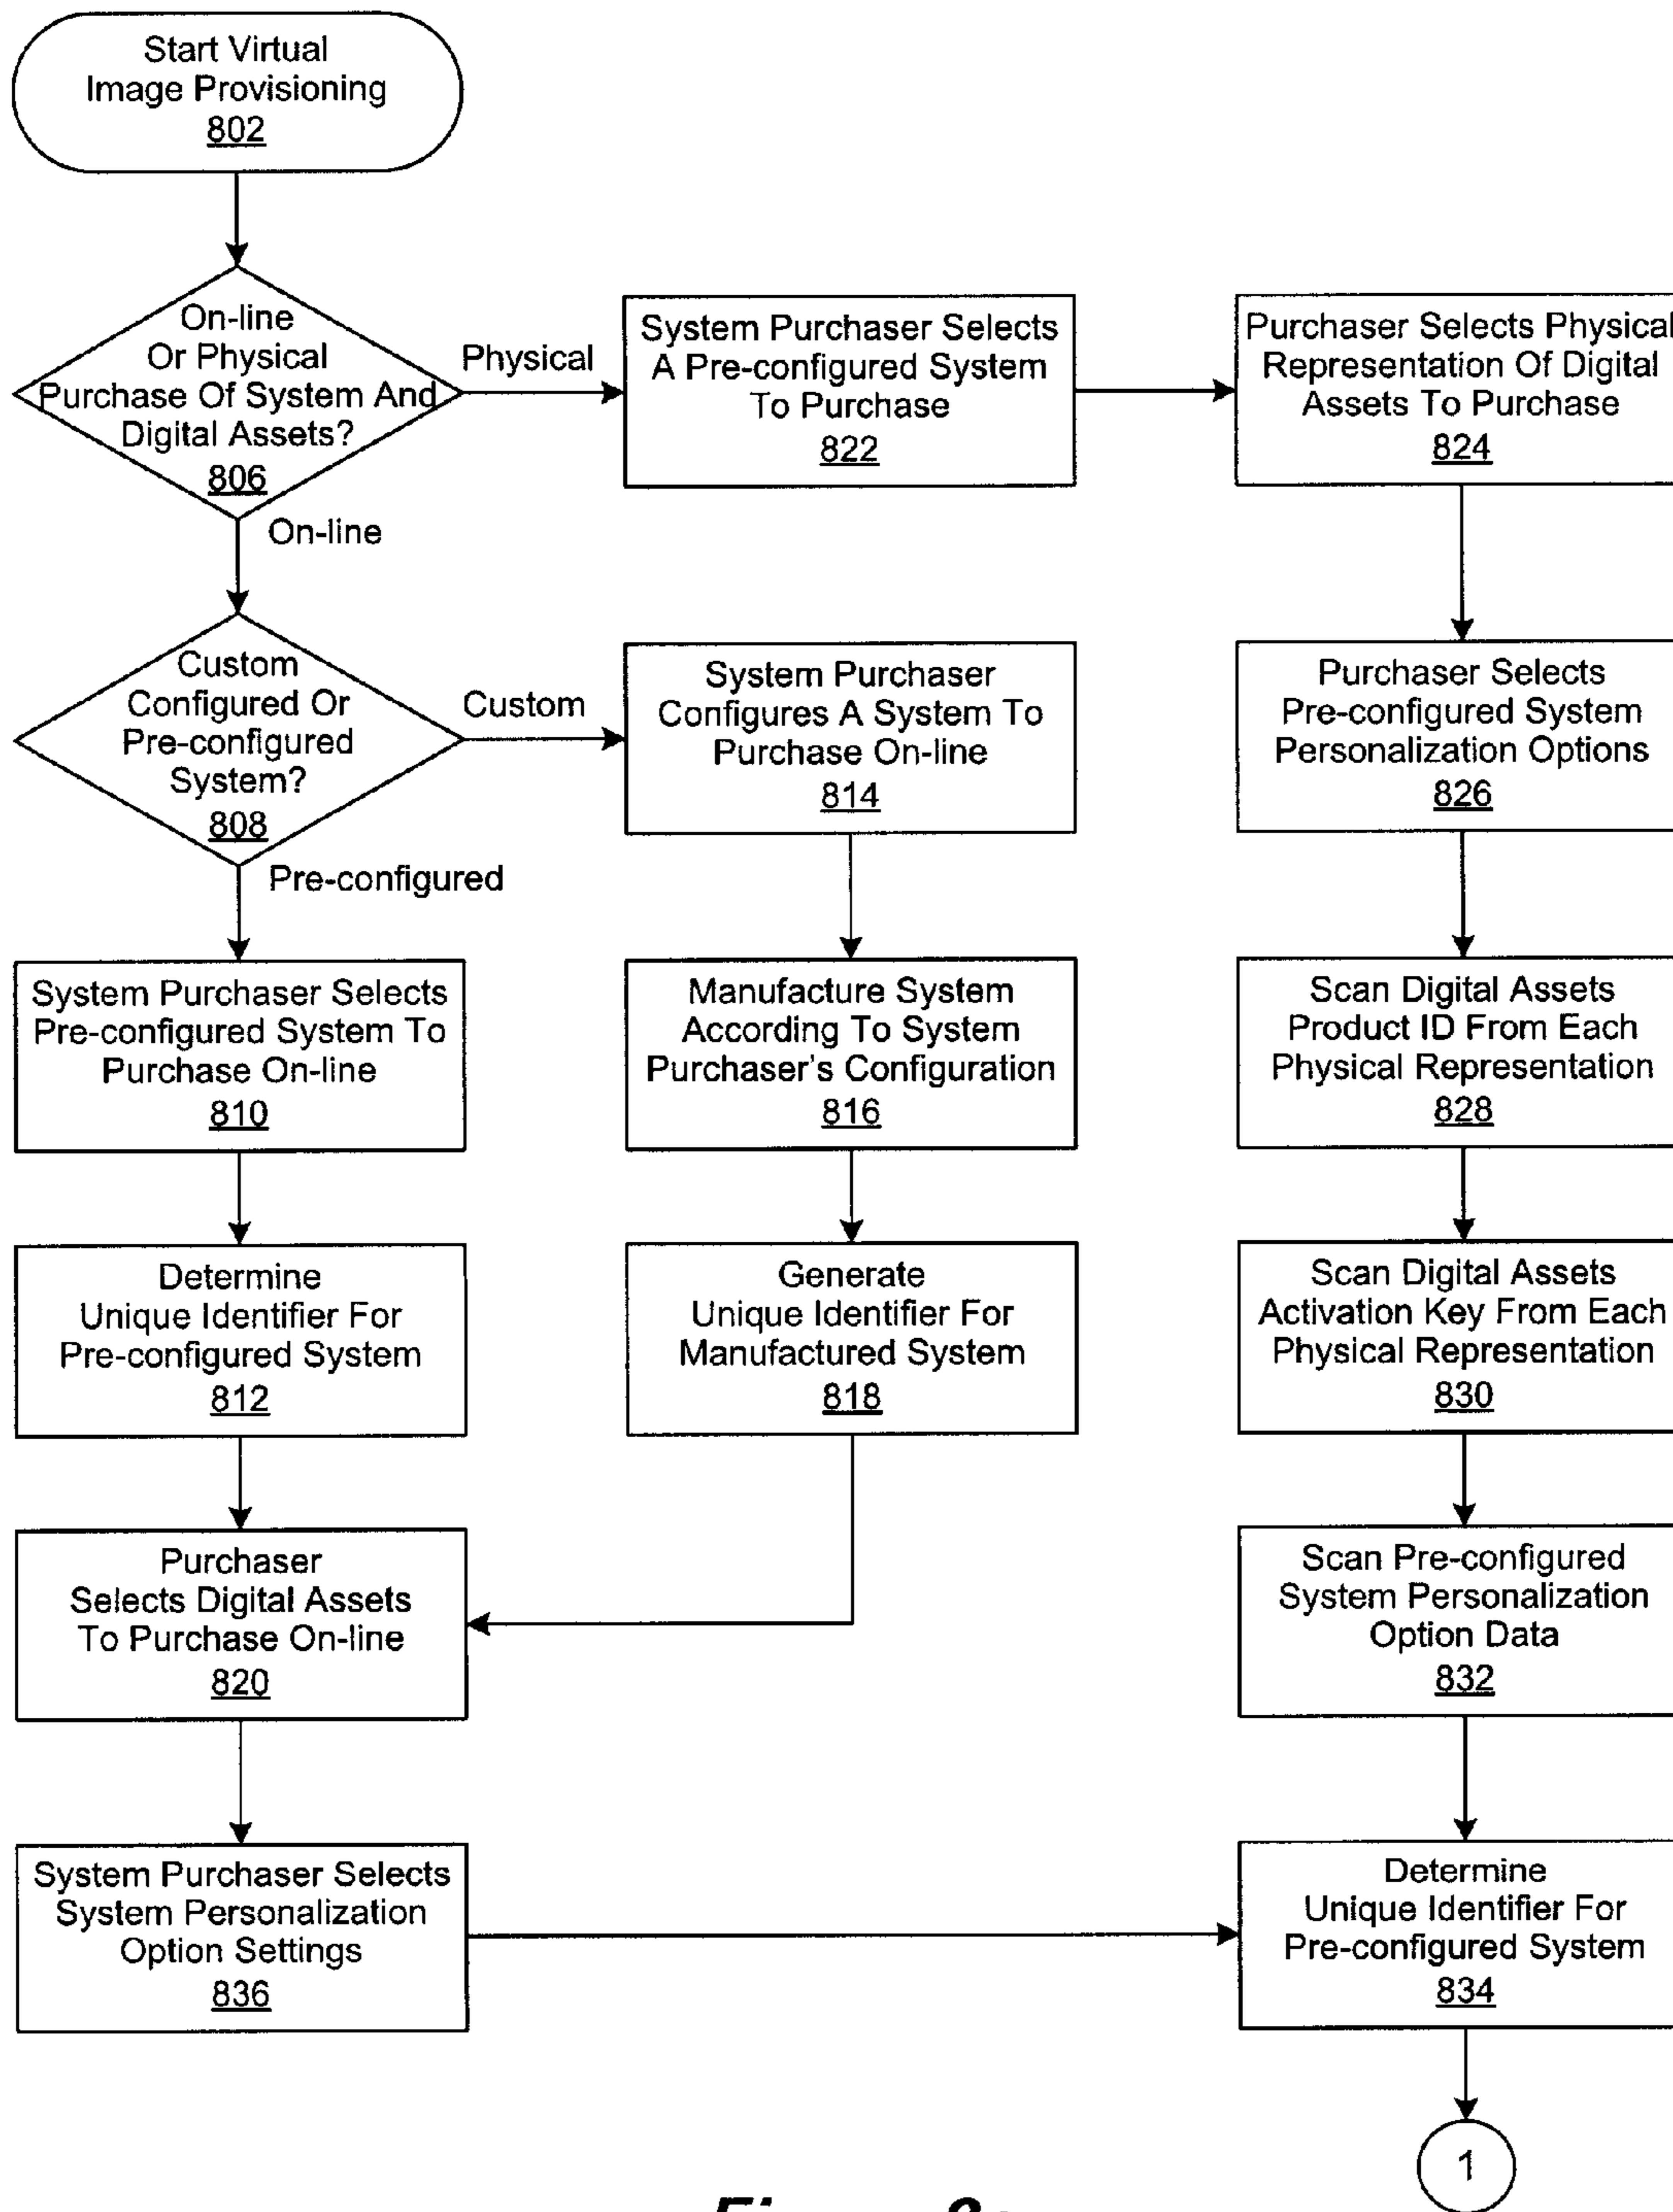 Start Virtual
Image Provisioning
802
On-line
Or Physical
Purchase Of System And
Digital Assets?
806
Physical
On-line
System Purchaser Selects
A Pre-configured System
To Purchase
822
Purchaser Selects Physical
Representation Of Digital
Assets To Purchase
824
Custom
Configured Or
Pre-configured
System?
808
Custom
Pre-configured
System Purchaser
Configures A System To
Purchase On-line
814
Purchaser Selects
Pre-configured System
Personalization Options
826
System Purchaser Selects
Pre-configured System To
Purchase On-line
810
Manufacture System
According To System
Purchaser's Configuration
816
Scan Digital Assets
Product ID From Each
Physical Representation
828
Determine
Unique Identifier For
Pre-configured System
812
Generate
Unique Identifier For
Manufactured System
818
Scan Digital Assets
Activation Key From Each
Physical Representation
830
Purchaser
Selects Digital Assets
To Purchase On-line
820
Scan Pre-configured
System Personalization
Option Data
832
System Purchaser Selects
System Personalization
Option Settings
836
Determine
Unique Identifier For
Pre-configured System
834
1